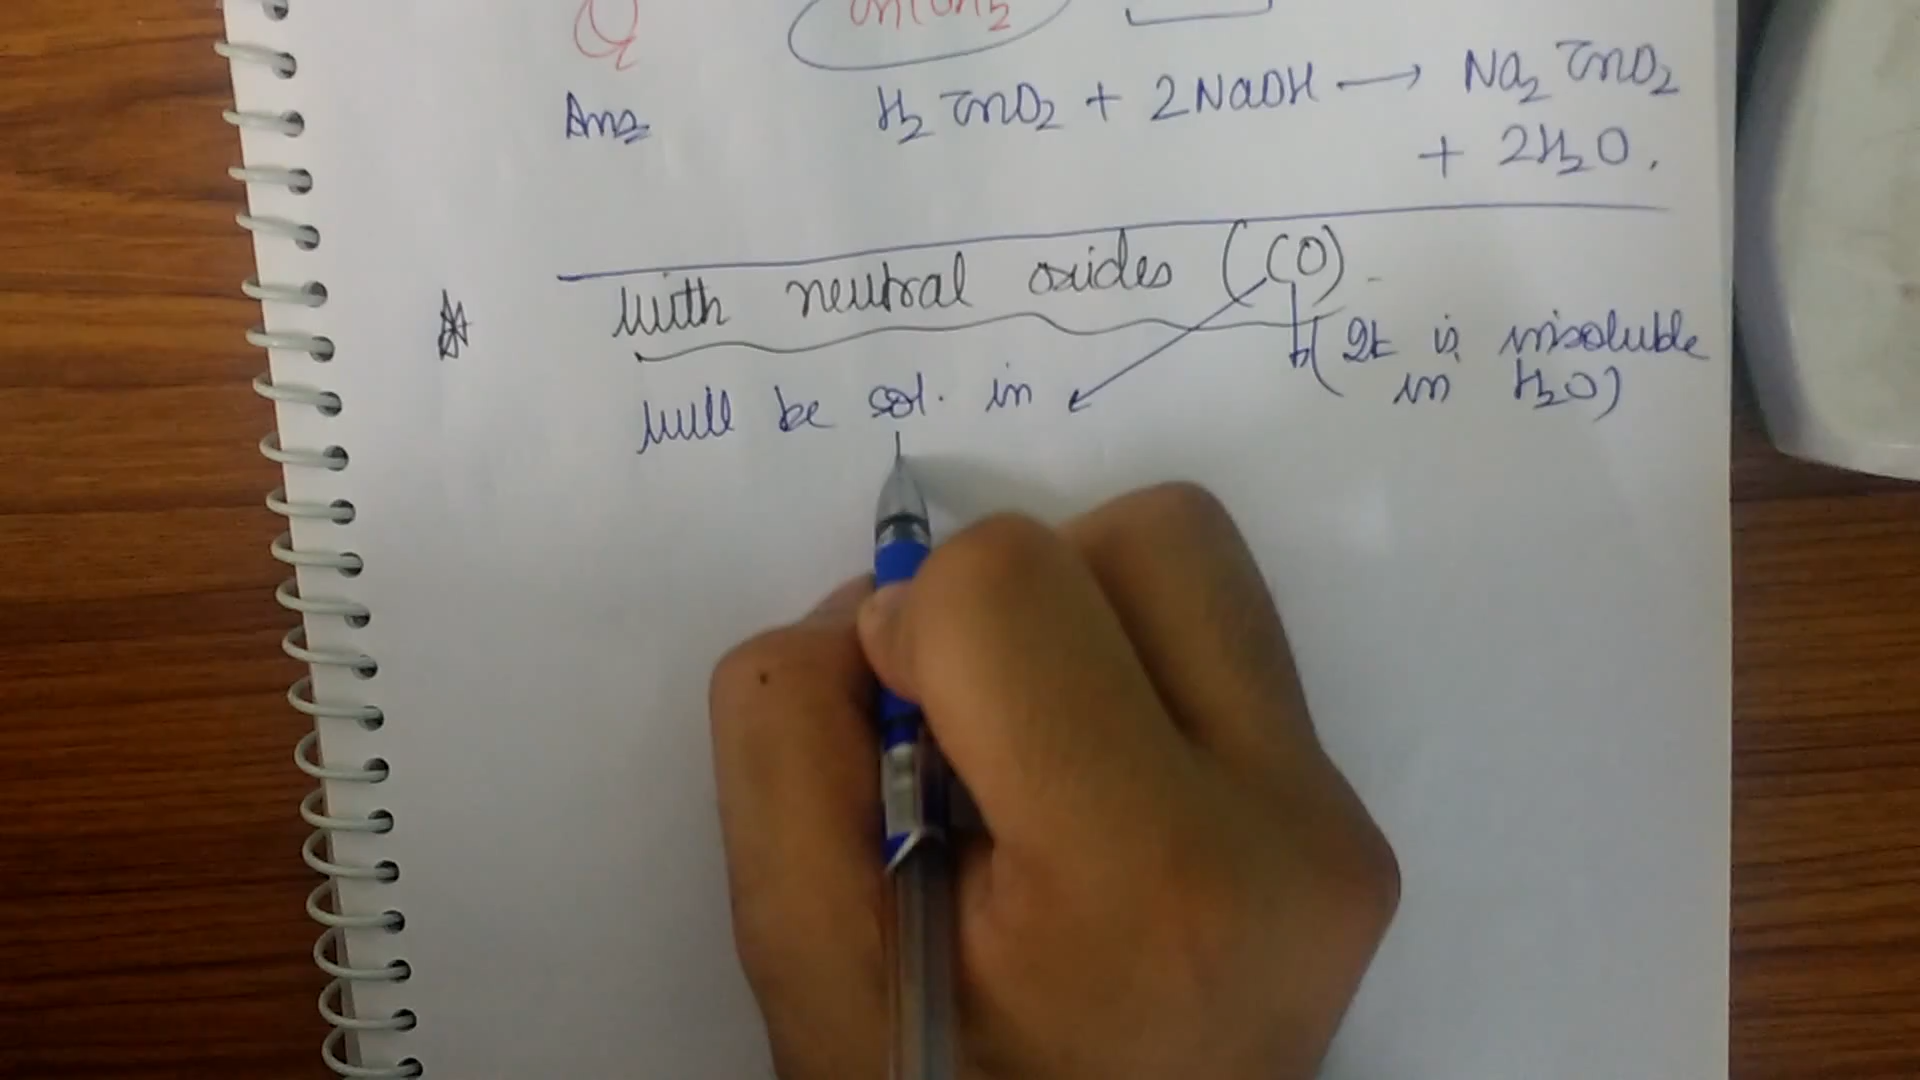 Q
Ans H₂ZnO₂ + 2NaOH → Na₂ZnO₂
+ 2H₂O.
with neutral oxides (CO)
(It is insoluble
in H₂O)
will be sol. in